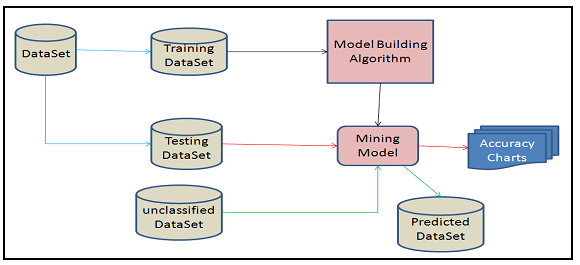 DataSet
Training
DataSet
Model Building
Algorithm
Testing
DataSet
Mining
Model
Accuracy
Charts
unclassified
DataSet
Predicted
DataSet